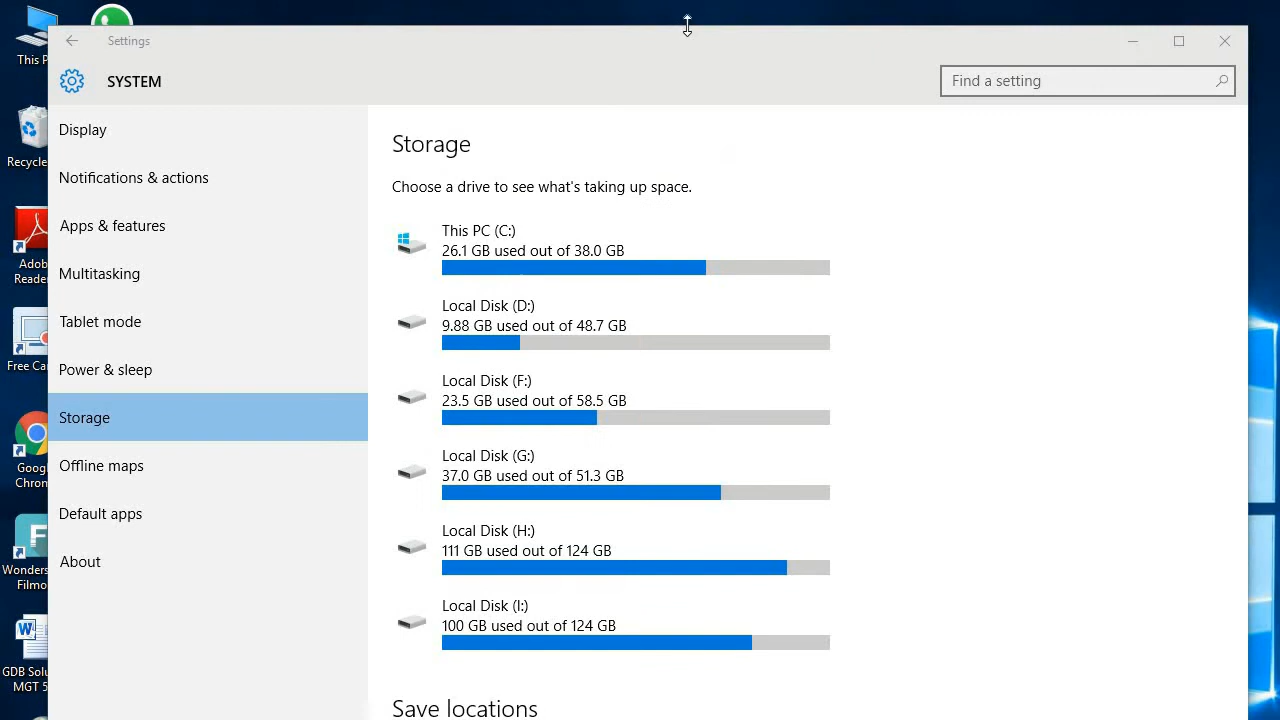 This P
Recycle
Adob
Reade
Free Ca
Goog
Chron
Wonders
Filmo
GDB Solu
MGT 5
Settings
SYSTEM
Find a setting
Display
Notifications & actions
Apps & features
Multitasking
Tablet mode
Power & sleep
Storage
Offline maps
Default apps
About
Storage
Choose a drive to see what's taking up space.
This PC (C:)
26.1 GB used out of 38.0 GB
Local Disk (D:)
9.88 GB used out of 48.7 GB
Local Disk (F:)
23.5 GB used out of 58.5 GB
Local Disk (G:)
37.0 GB used out of 51.3 GB
Local Disk (H:)
111 GB used out of 124 GB
Local Disk (I:)
100 GB used out of 124 GB
Save locations